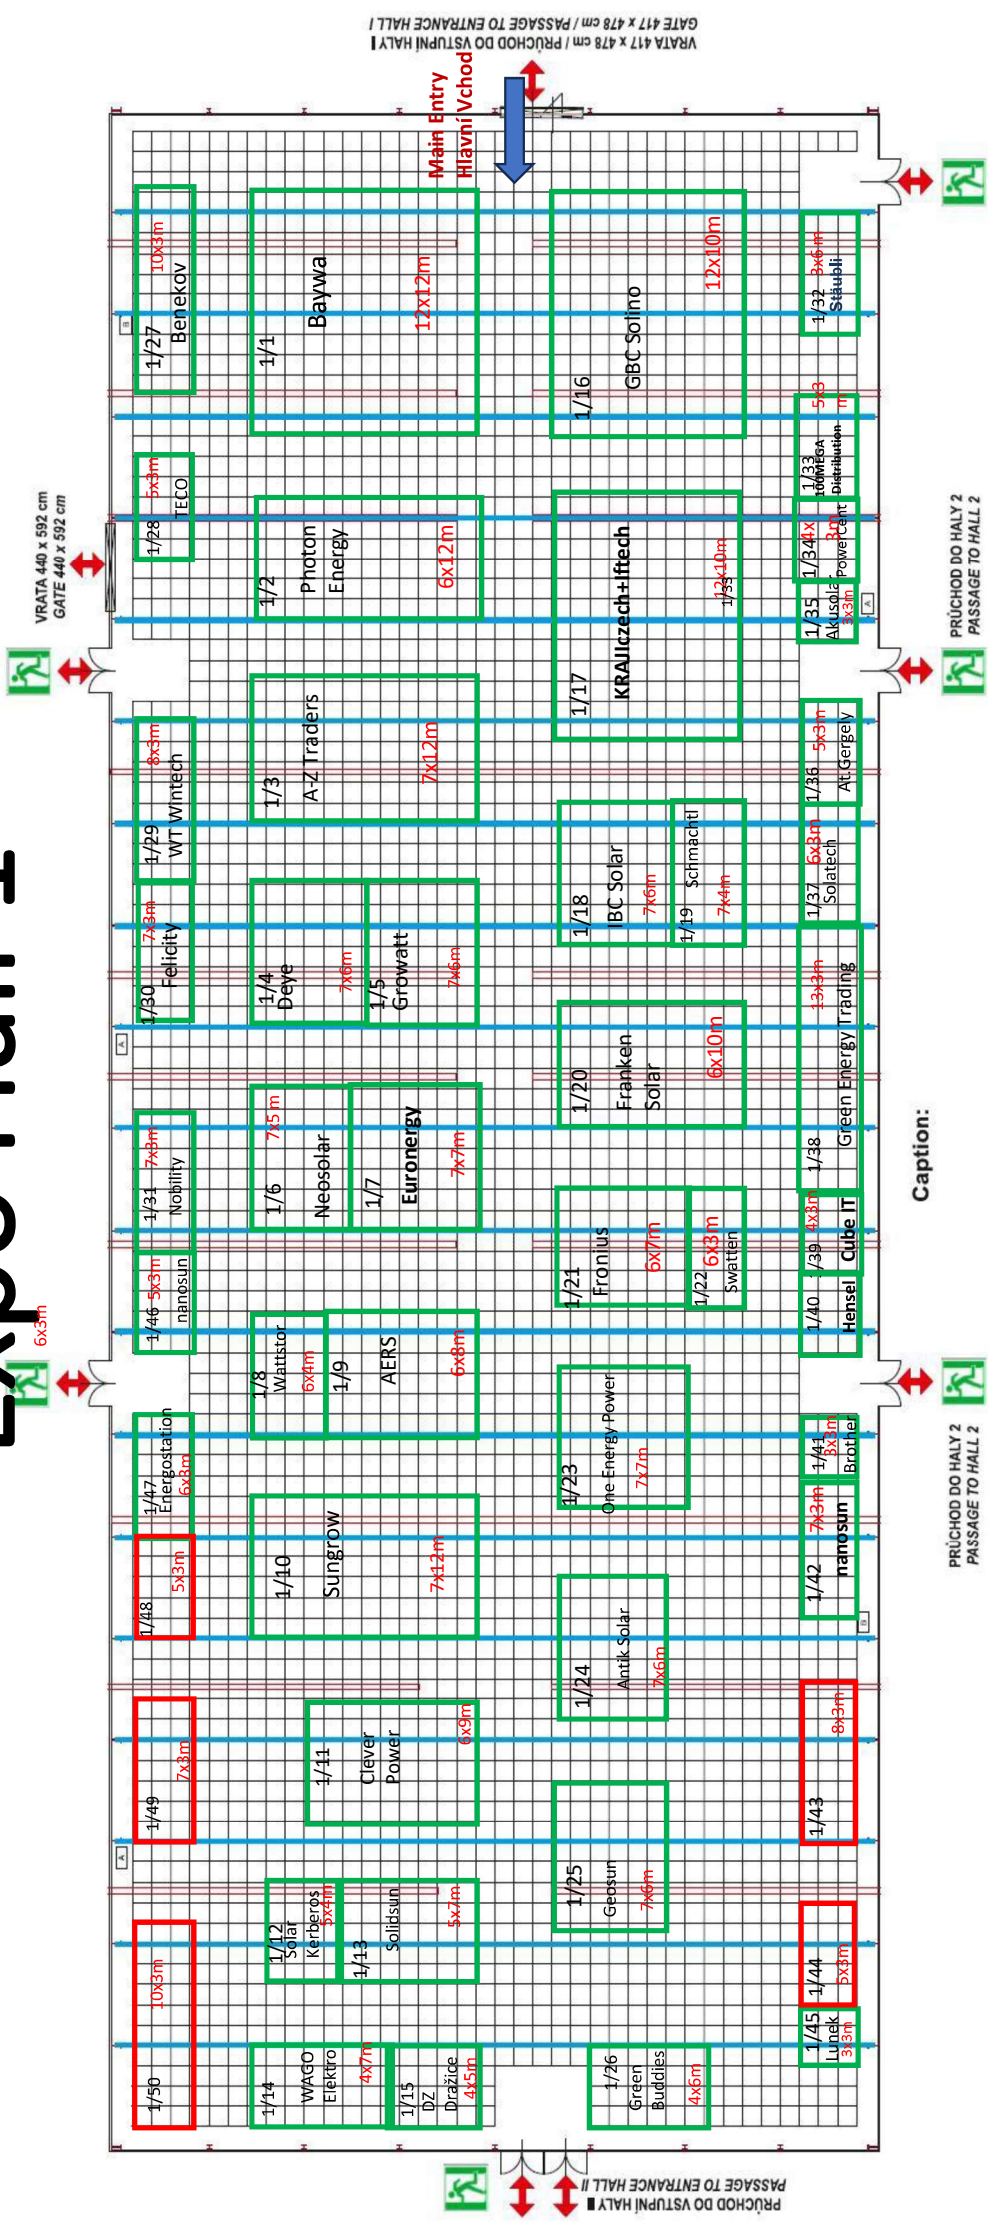 GATE 417 x 478 cm / PASSAGE TO ENTRANCE HALL I
VRATA 417 x 478 cm / PRŮCHOD DO VSTUPNÍ HALY I
Main Entry
Hlavní Vchod
VRATA 440 x 592 cm
GATE 440 x 592 cm
PRŮCHOD DO HALY 2
PASSAGE TO HALL 2
PRŮCHOD DO HALY 2
PASSAGE TO HALL 2
PRŮCHOD DO VSTUPNÍ HALY II
PASSAGE TO ENTRANCE HALL II
Caption:
6x3m
1/27
Benekov
10x3m
1/28
TECO
5x3m
1/29
WT Wintech
8x3m
1/30
Felicity
7x3m
1/31
Nobility
7x3m
1/46
nanosun
5x3m
1/47
Energostation
6x3m
1/48
5x3m
1/49
7x3m
1/50
10x3m
1/1
Baywa
12x12m
1/2
Photon
Energy
6x12m
1/3
A-Z Traders
7x12m
1/4
Deye
7x6m
1/5
Growatt
7x6m
1/6
Neosolar
7x5 m
1/7
Euronergy
7x7m
1/8
Wattstor
6x4m
1/9
AERS
6x8m
1/10
Sungrow
7x12m
1/11
Clever
Power
6x9m
1/12
Solar
Kerberos
5x4m
1/13
Solidsun
5x7m
1/14
WAGO
Elektro
4x7m
1/15
DZ
Dražice
4x5m
1/16
GBC Solino
12x10m
1/17
KRAJIczech+Iftech
12x10m
1/35
1/18
IBC Solar
7x6m
1/19
Schmachtl
7x4m
1/20
Franken
Solar
6x10m
1/21
Fronius
6x7m
1/22
Swatten
6x3m
1/23
One Energy Power
7x7m
1/24
Antik Solar
7x6m
1/25
Geosun
7x6m
1/26
Green
Buddies
4x6m
1/32
Stäubli
3x6 m
1/33
100MEGA
Distribution
5x3
m
1/34
PowerCent
4x
3m
1/35
Akusolar
3x3m
1/36
At.Gergely
5x3m
1/37
Solatech
6x3m
1/38
Green Energy Trading
13x3m
1/39
Cube IT
4x3m
1/40
Hensel
1/41
Brother
3x3m
1/42
nanosun
7x3m
1/43
8x3m
1/44
5x3m
1/45
Lunek
3x3m
B
A
A
A
A
B